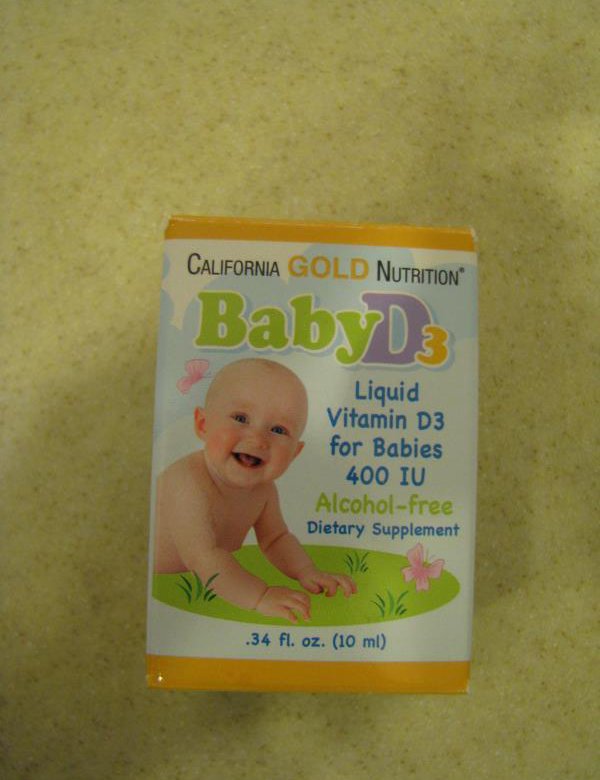 CALIFORNIA GOLD NUTRITION®
BabyD3
Liquid
Vitamin D3
for Babies
400 IU
Alcohol-free
Dietary Supplement
.34 fl. oz. (10 ml)